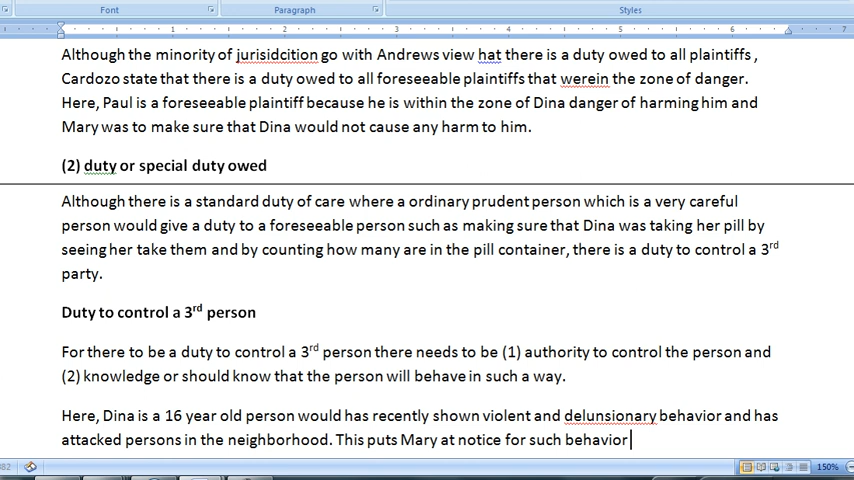 Font Paragraph Styles
1 2 3 4 5 6 7
Although the minority of jurisidcition go with Andrews view hat there is a duty owed to all plaintiffs ,
Cardozo state that there is a duty owed to all foreseeable plaintiffs that werein the zone of danger.
Here, Paul is a foreseeable plaintiff because he is within the zone of Dina danger of harming him and
Mary was to make sure that Dina would not cause any harm to him.
(2) duty or special duty owed
Although there is a standard duty of care where a ordinary prudent person which is a very careful
person would give a duty to a foreseeable person such as making sure that Dina was taking her pill by
seeing her take them and by counting how many are in the pill container, there is a duty to control a 3rd
party.
Duty to control a 3rd person
For there to be a duty to control a 3rd person there needs to be (1) authority to control the person and
(2) knowledge or should know that the person will behave in such a way.
Here, Dina is a 16 year old person would has recently shown violent and delunsionary behavior and has
attacked persons in the neighborhood. This puts Mary at notice for such behavior
382 150%